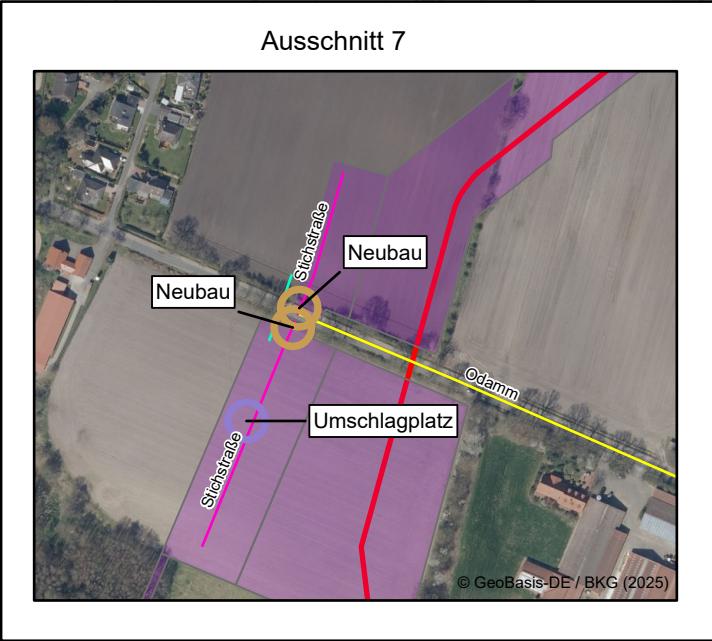 Ausschnitt 7
Stichstraße
Neubau
Neubau
Odamm
Umschlagplatz
Stichstraße
© GeoBasis-DE / BKG (2025)